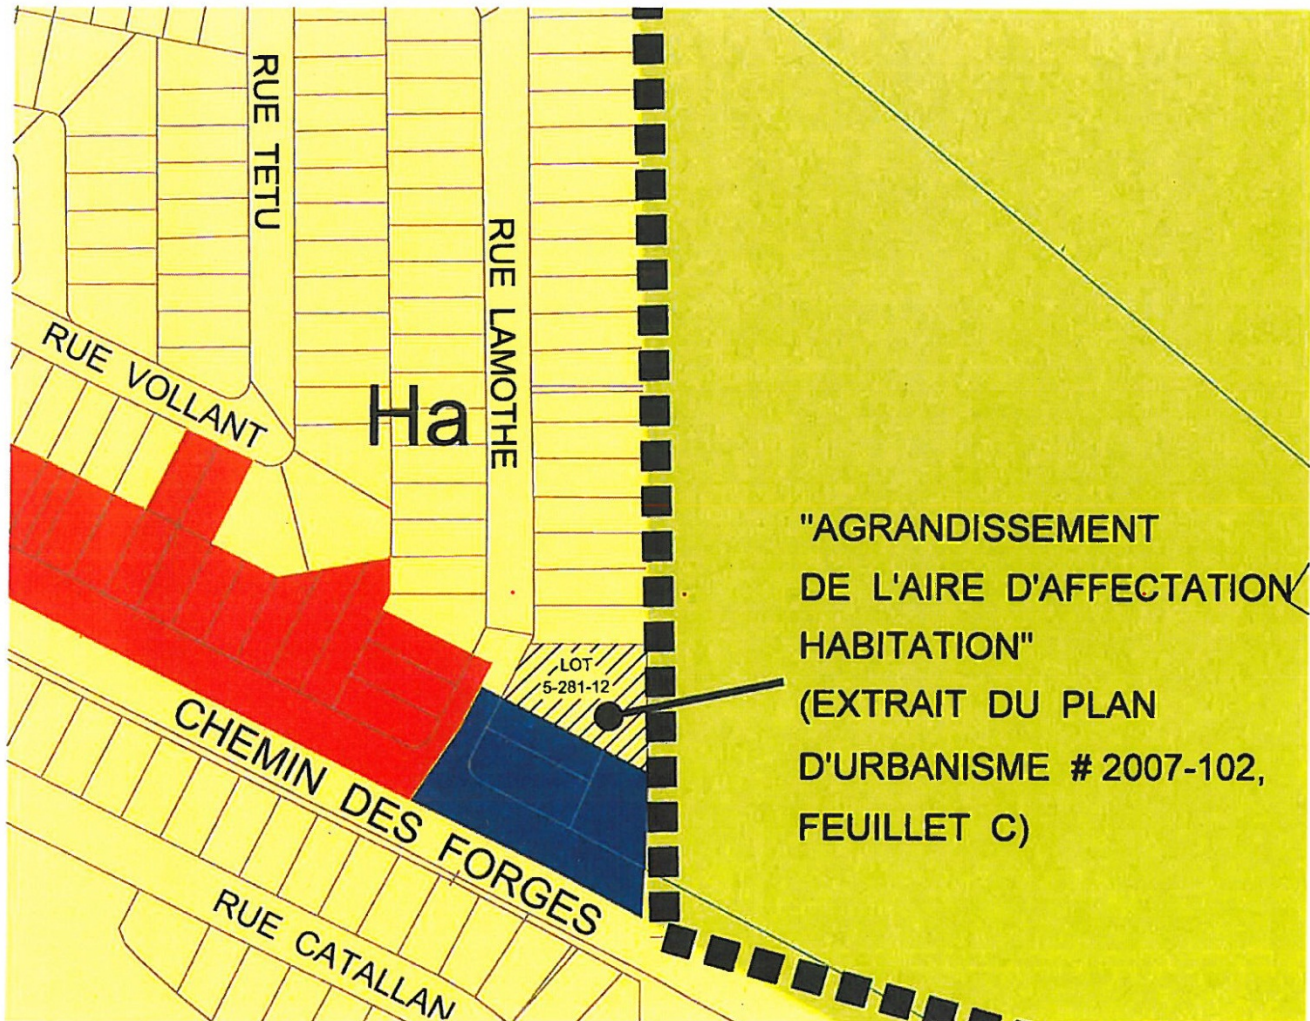 RUE TETU
RUE LAMOTHE
RUE VOLLANT
Ha
"AGRANDISSEMENT
DE L'AIRE D'AFFECTATION
HABITATION"
(EXTRAIT DU PLAN
D'URBANISME # 2007-102,
FEUILLET C)
LOT
5-281-12
CHEMIN DES FORGES
RUE CATALLAN